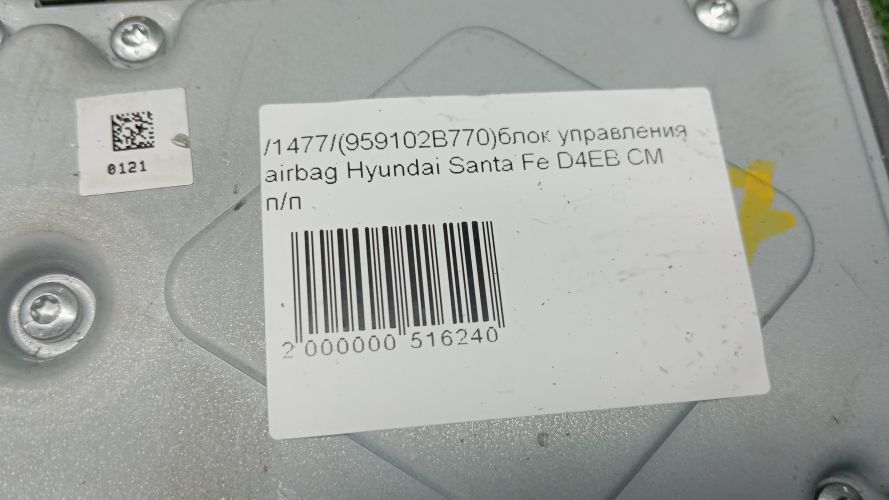 /1477/(959102B770)блок управления
airbag Hyundai Santa Fe D4EB CM
п/п
2 000000 516240
0121